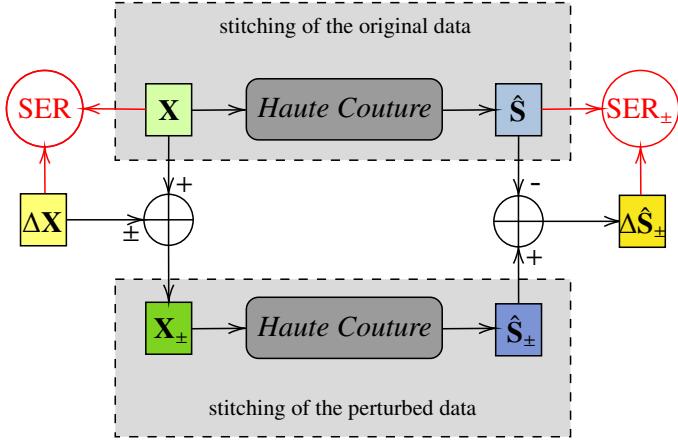 stitching of the original data
SER
X
Haute Couture
Ŝ
SER±
+
-
ΔX
±
ΔŜ±
+
X±
Haute Couture
Ŝ±
stitching of the perturbed data